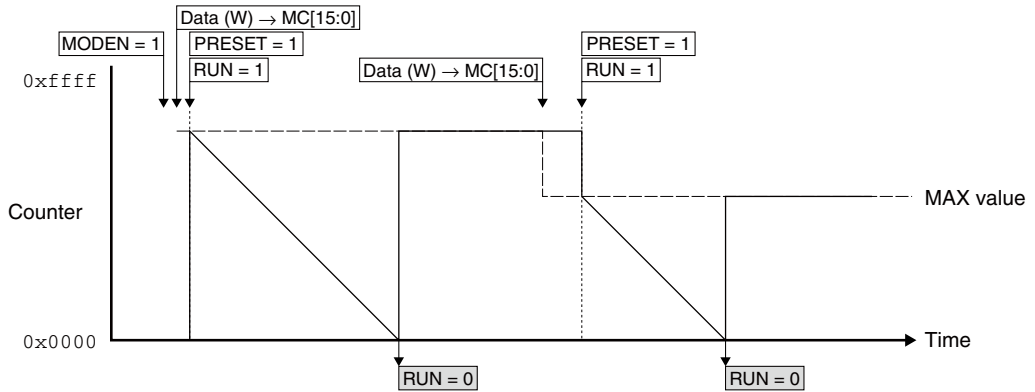 Data (W) → MC[15:0]
MODEN = 1
PRESET = 1
PRESET = 1
RUN = 1
Data (W) → MC[15:0]
RUN = 1
0xffff
Counter
MAX value
0x0000
Time
RUN = 0
RUN = 0